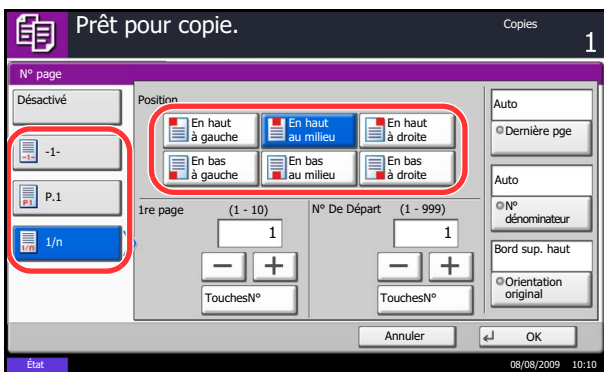 Prêt pour copie.
Copies
1
N° page
Désactivé
-1-
P.1
1/n
Position
En haut
à gauche
En haut
au milieu
En haut
à droite
En bas
à gauche
En bas
au milieu
En bas
à droite
1re page (1 - 10)
1
TouchesN°
N° De Départ (1 - 999)
1
TouchesN°
Auto
Dernière pge
Auto
N°
dénominateur
Bord sup. haut
Orientation
original
Annuler
OK
État
08/08/2009 10:10